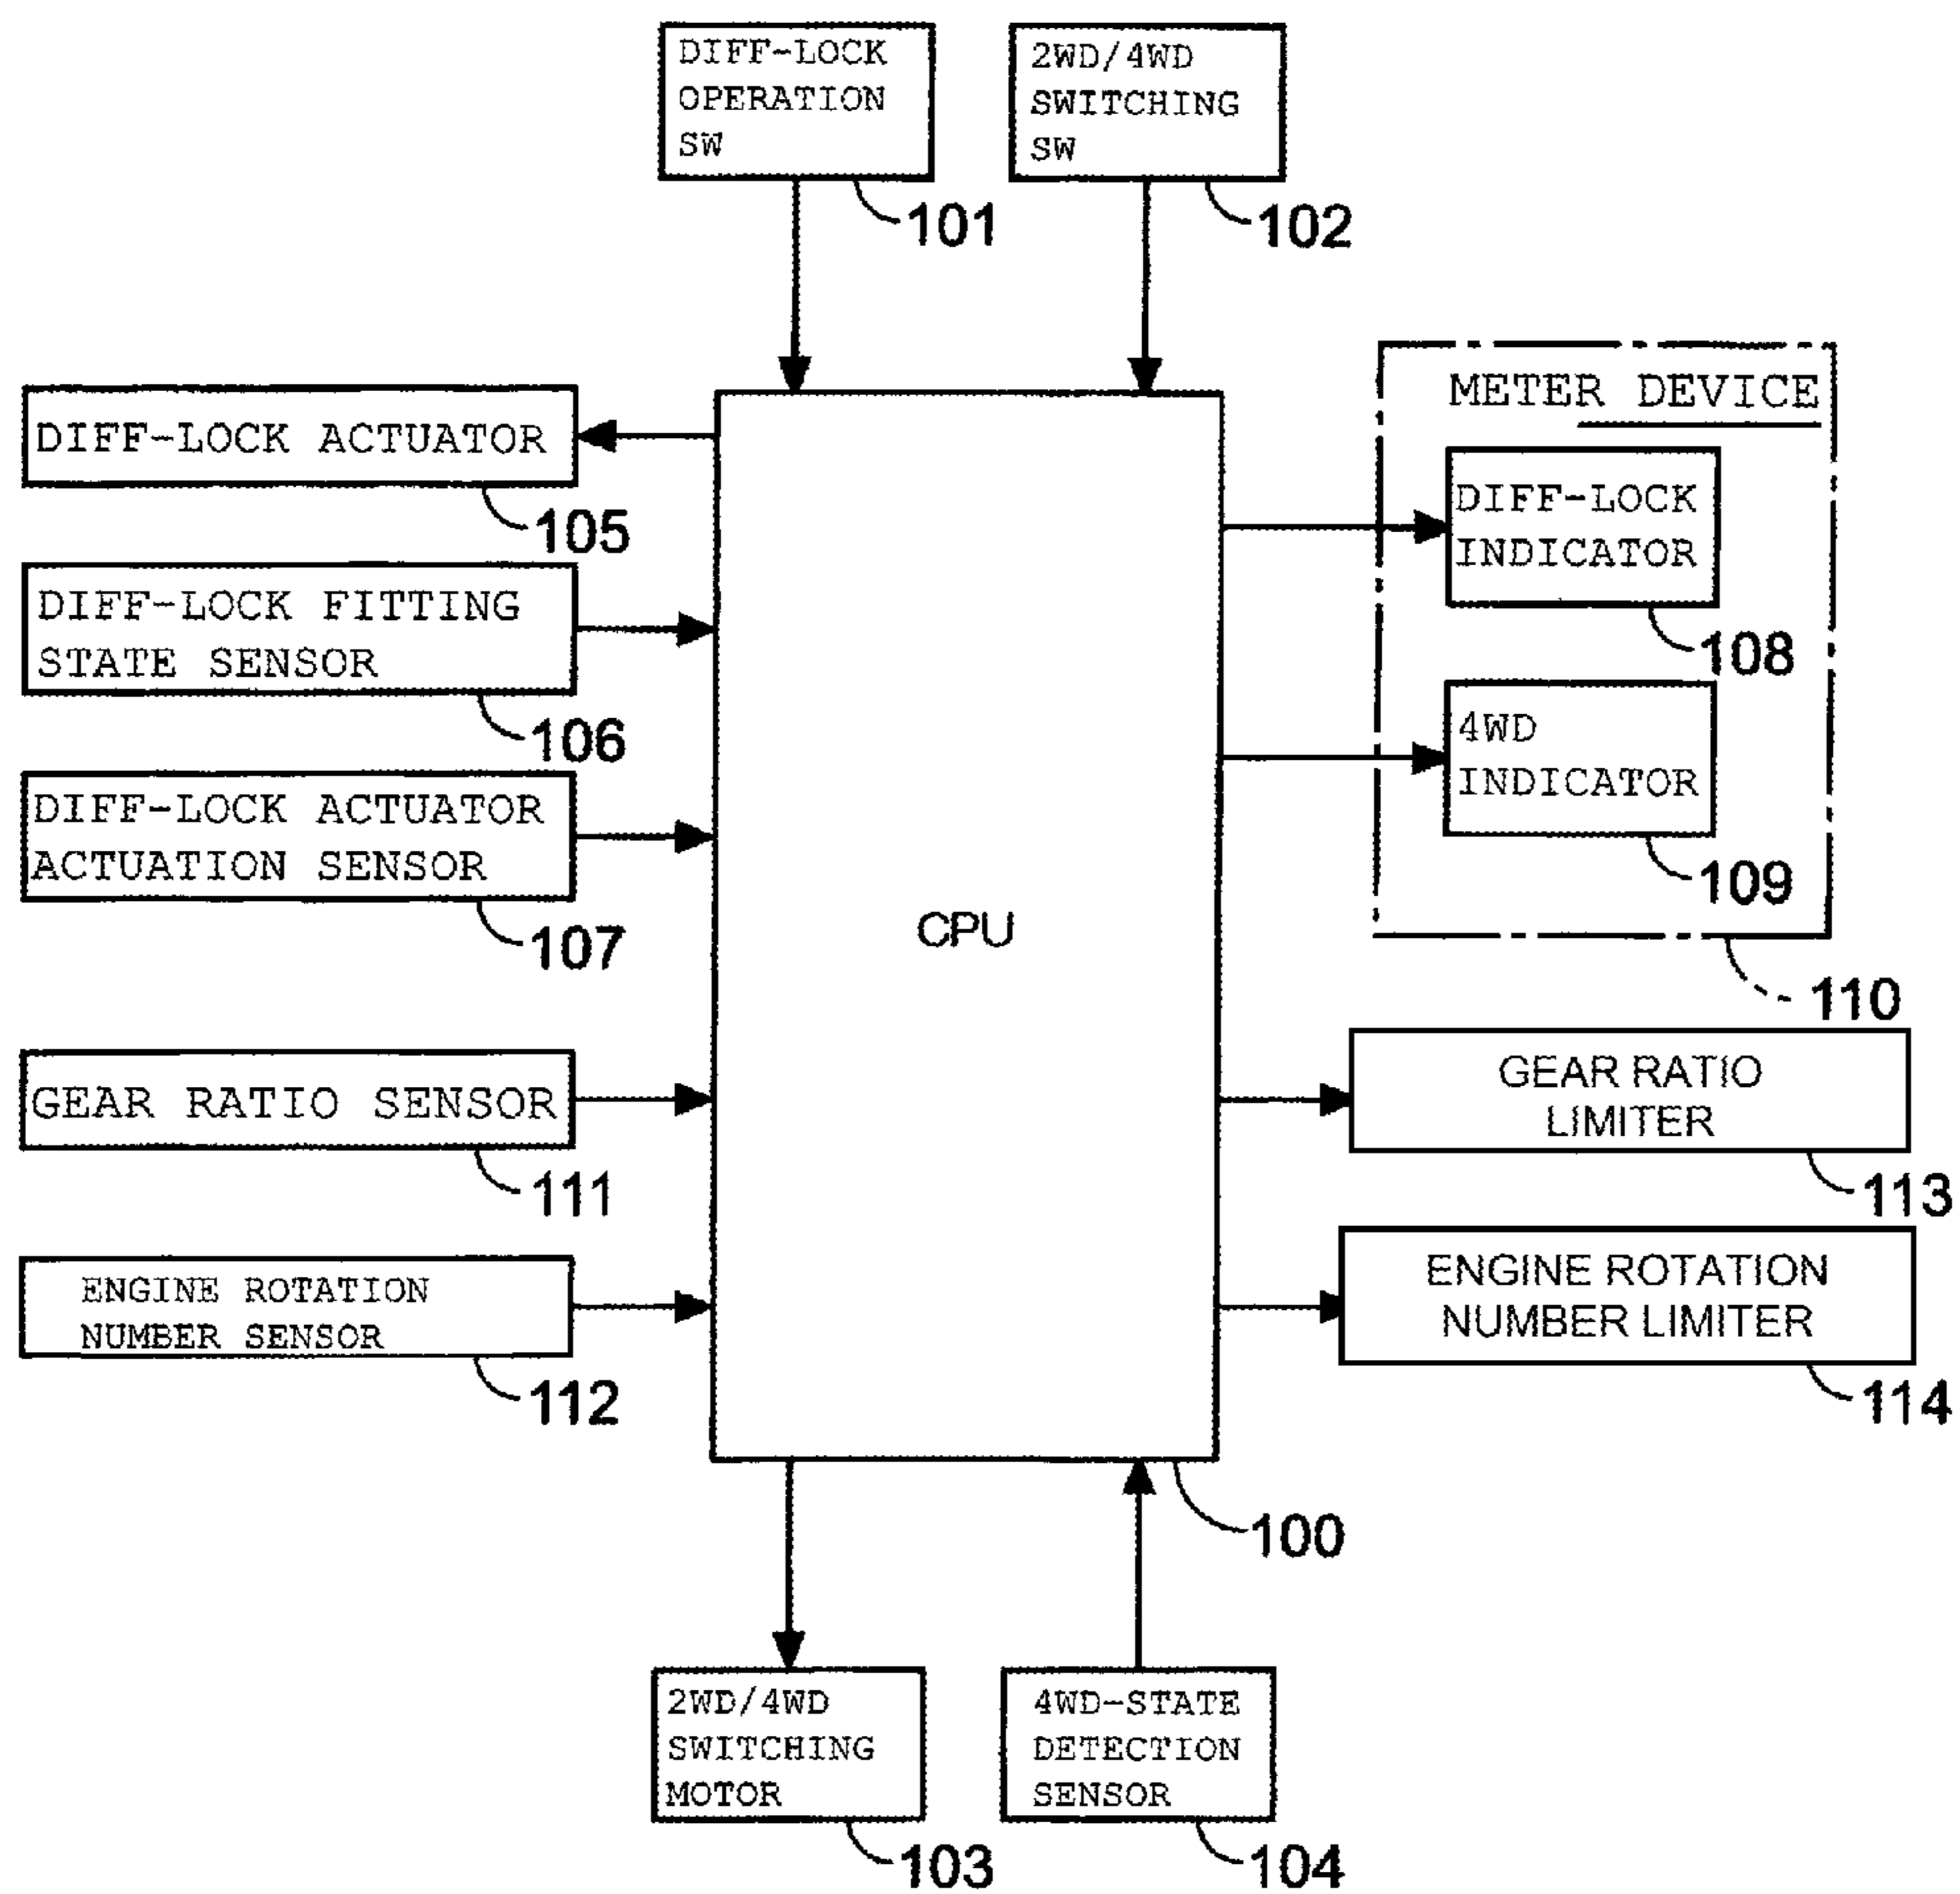 DIFF-LOCK
OPERATION
SW
101
2WD/4WD
SWITCHING
SW
102
DIFF-LOCK ACTUATOR
105
DIFF-LOCK FITTING
STATE SENSOR
106
DIFF-LOCK ACTUATOR
ACTUATION SENSOR
107
GEAR RATIO SENSOR
111
ENGINE ROTATION
NUMBER SENSOR
112
CPU
100
METER DEVICE
DIFF-LOCK
INDICATOR
108
4WD
INDICATOR
109
110
GEAR RATIO
LIMITER
113
ENGINE ROTATION
NUMBER LIMITER
114
2WD/4WD
SWITCHING
MOTOR
103
4WD-STATE
DETECTION
SENSOR
104